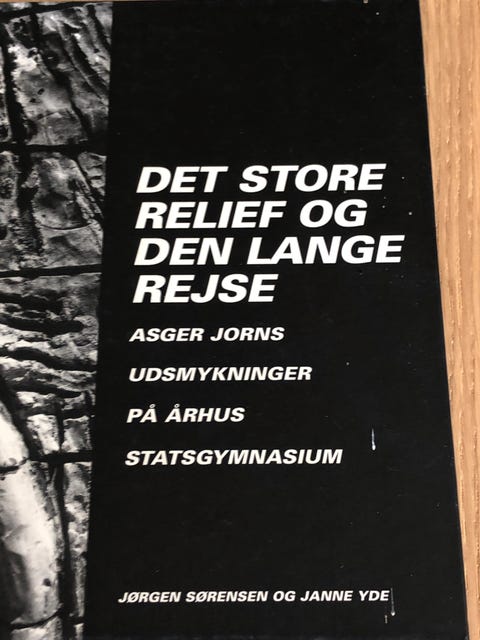 DET STORE
RELIEF OG
DEN LANGE
REJSE
ASGER JORNS
UDSMYKNINGER
PÅ ÅRHUS
STATSGYMNASIUM
JØRGEN SØRENSEN OG JANNE YDE